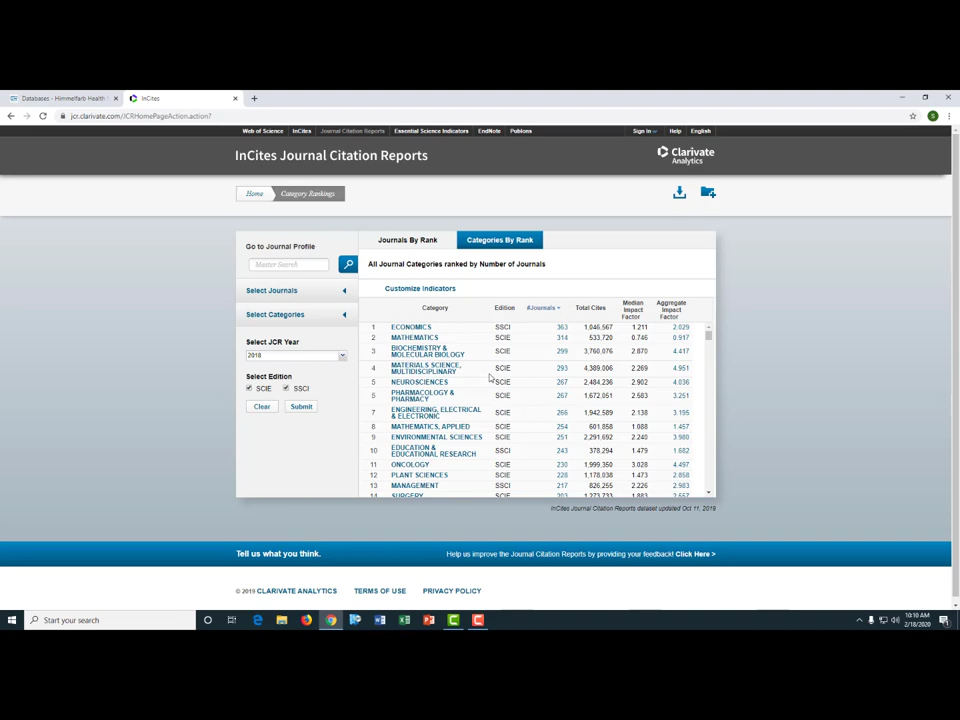 Databases - Himmelfarb Health
InCites
jcr.clarivate.com/JCRHomePageAction.action?
Web of Science InCites Journal Citation Reports Essential Science Indicators EndNote Publons Sign In Help English
InCites Journal Citation Reports
Clarivate
Analytics
Home Category Rankings
Go to Journal Profile
Master Search
Select Journals
Select Categories
Select JCR Year
2018
Select Edition
SCIE SSCI
Clear Submit
Journals By Rank Categories By Rank
All Journal Categories ranked by Number of Journals
Customize Indicators
Category Edition #Journals Total Cites Median Impact Factor Aggregate Impact Factor
1 ECONOMICS SSCI 363 1,046,567 1.211 2.029
2 MATHEMATICS SCIE 314 533,720 0.746 0.917
3 BIOCHEMISTRY & MOLECULAR BIOLOGY SCIE 299 3,760,076 2.870 4.417
4 MATERIALS SCIENCE, MULTIDISCIPLINARY SCIE 293 4,389,006 2.269 4.951
5 NEUROSCIENCES SCIE 267 2,484,236 2.902 4.036
5 PHARMACOLOGY & PHARMACY SCIE 267 1,672,051 2.583 3.251
7 ENGINEERING, ELECTRICAL & ELECTRONIC SCIE 266 1,942,589 2.138 3.195
8 MATHEMATICS, APPLIED SCIE 254 601,858 1.088 1.457
9 ENVIRONMENTAL SCIENCES SCIE 251 2,291,692 2.240 3.980
10 EDUCATION & EDUCATIONAL RESEARCH SSCI 243 378,294 1.479 1.682
11 ONCOLOGY SCIE 230 1,999,350 3.028 4.497
12 PLANT SCIENCES SCIE 228 1,178,038 1.473 2.858
13 MANAGEMENT SSCI 217 826,255 2.226 2.983
14 SURGERY SCIE 203 1,273,733 1.883 2.557
InCites Journal Citation Reports dataset updated Oct 11, 2019
Tell us what you think. Help us improve the Journal Citation Reports by providing your feedback! Click Here >
© 2019 CLARIVATE ANALYTICS TERMS OF USE PRIVACY POLICY
Start your search
10:10 AM
2/18/2020